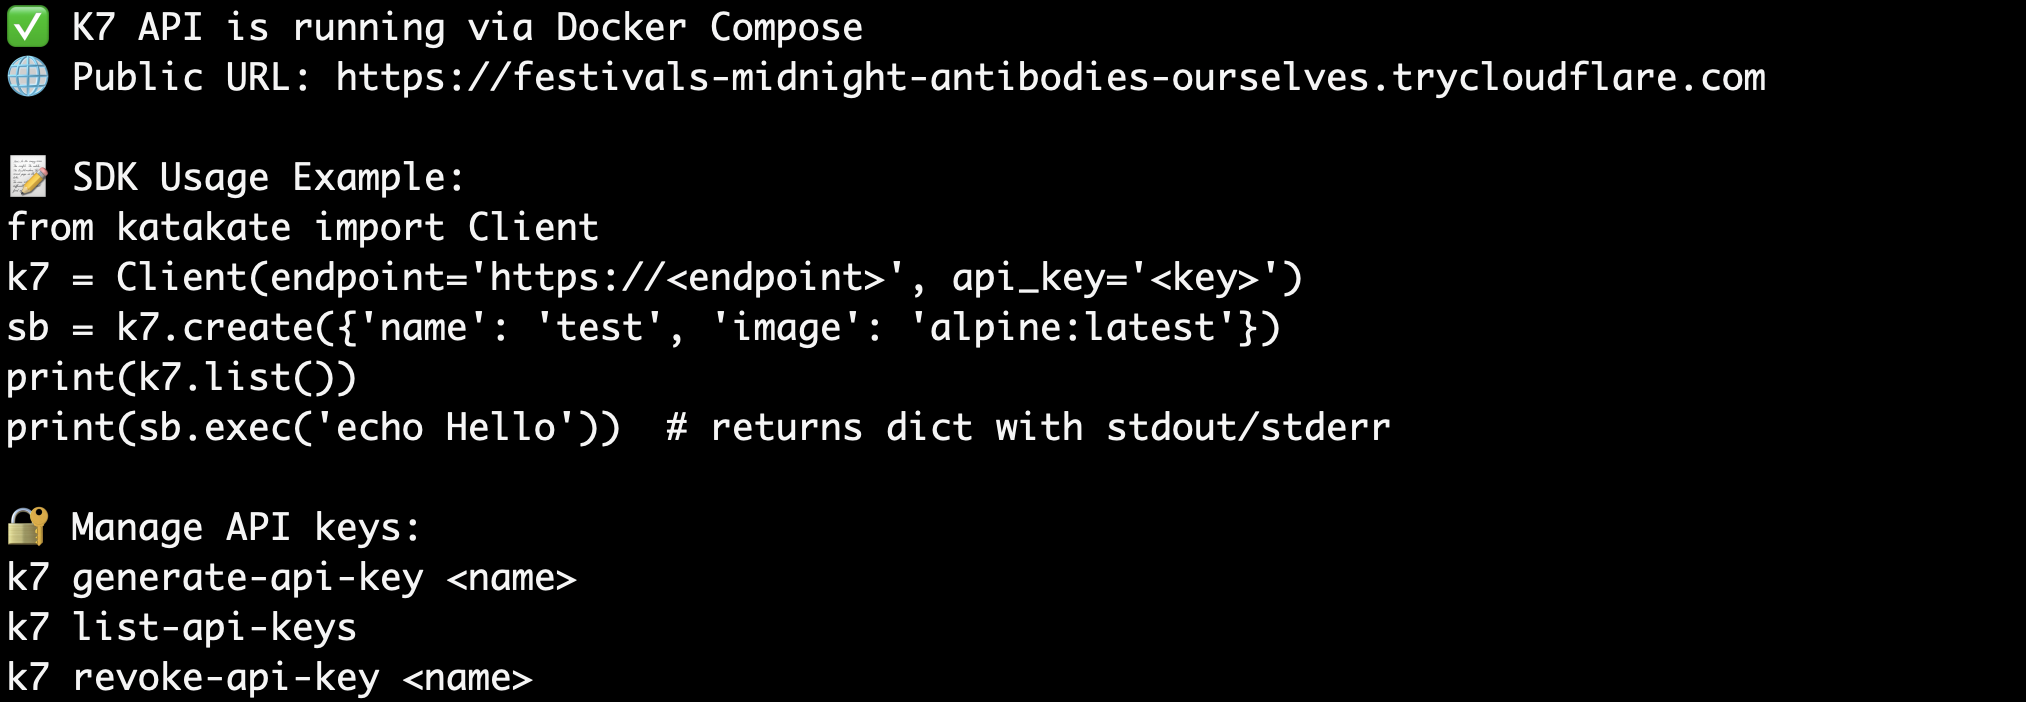 ✅ K7 API is running via Docker Compose
🌐 Public URL: https://festivals-midnight-antibodies-ourselves.trycloudflare.com

📝 SDK Usage Example:
from katakate import Client
k7 = Client(endpoint='https://<endpoint>', api_key='<key>')
sb = k7.create({'name': 'test', 'image': 'alpine:latest'})
print(k7.list())
print(sb.exec('echo Hello'))  # returns dict with stdout/stderr

🔐 Manage API keys:
k7 generate-api-key <name>
k7 list-api-keys
k7 revoke-api-key <name>